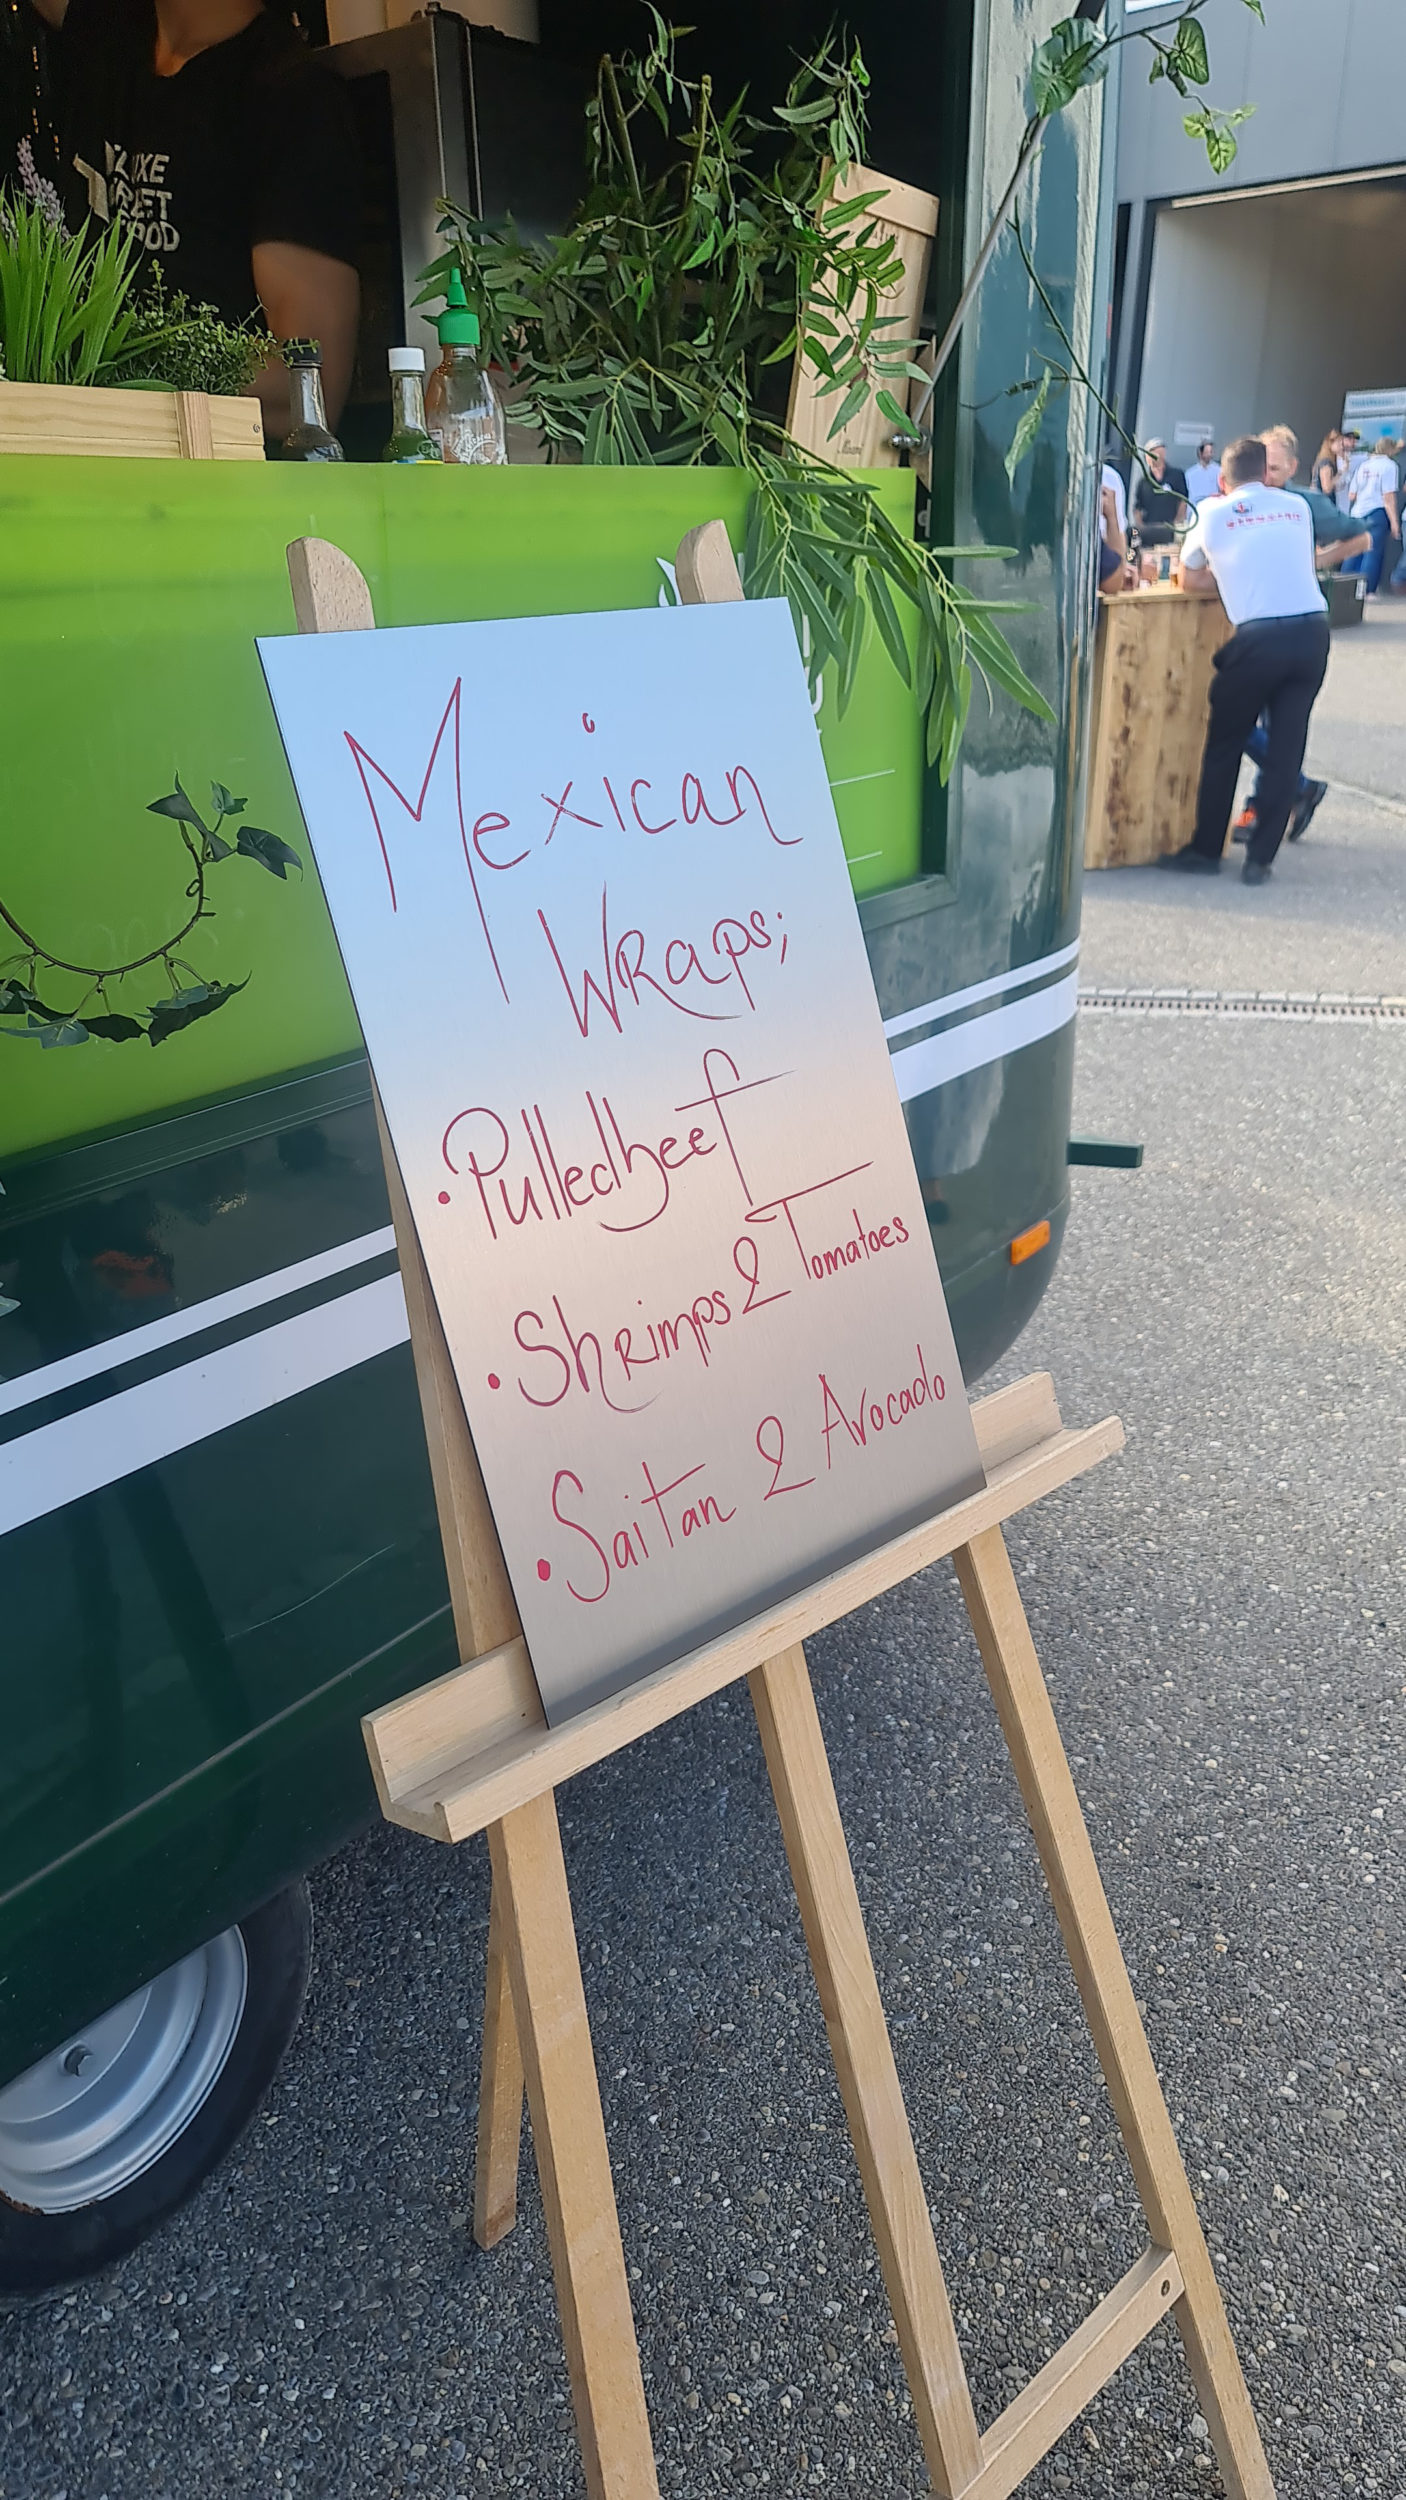 Mexican
Wraps;
• Pulledbeef
• Shrimps & Tomatoes
• Saitan & Avocado